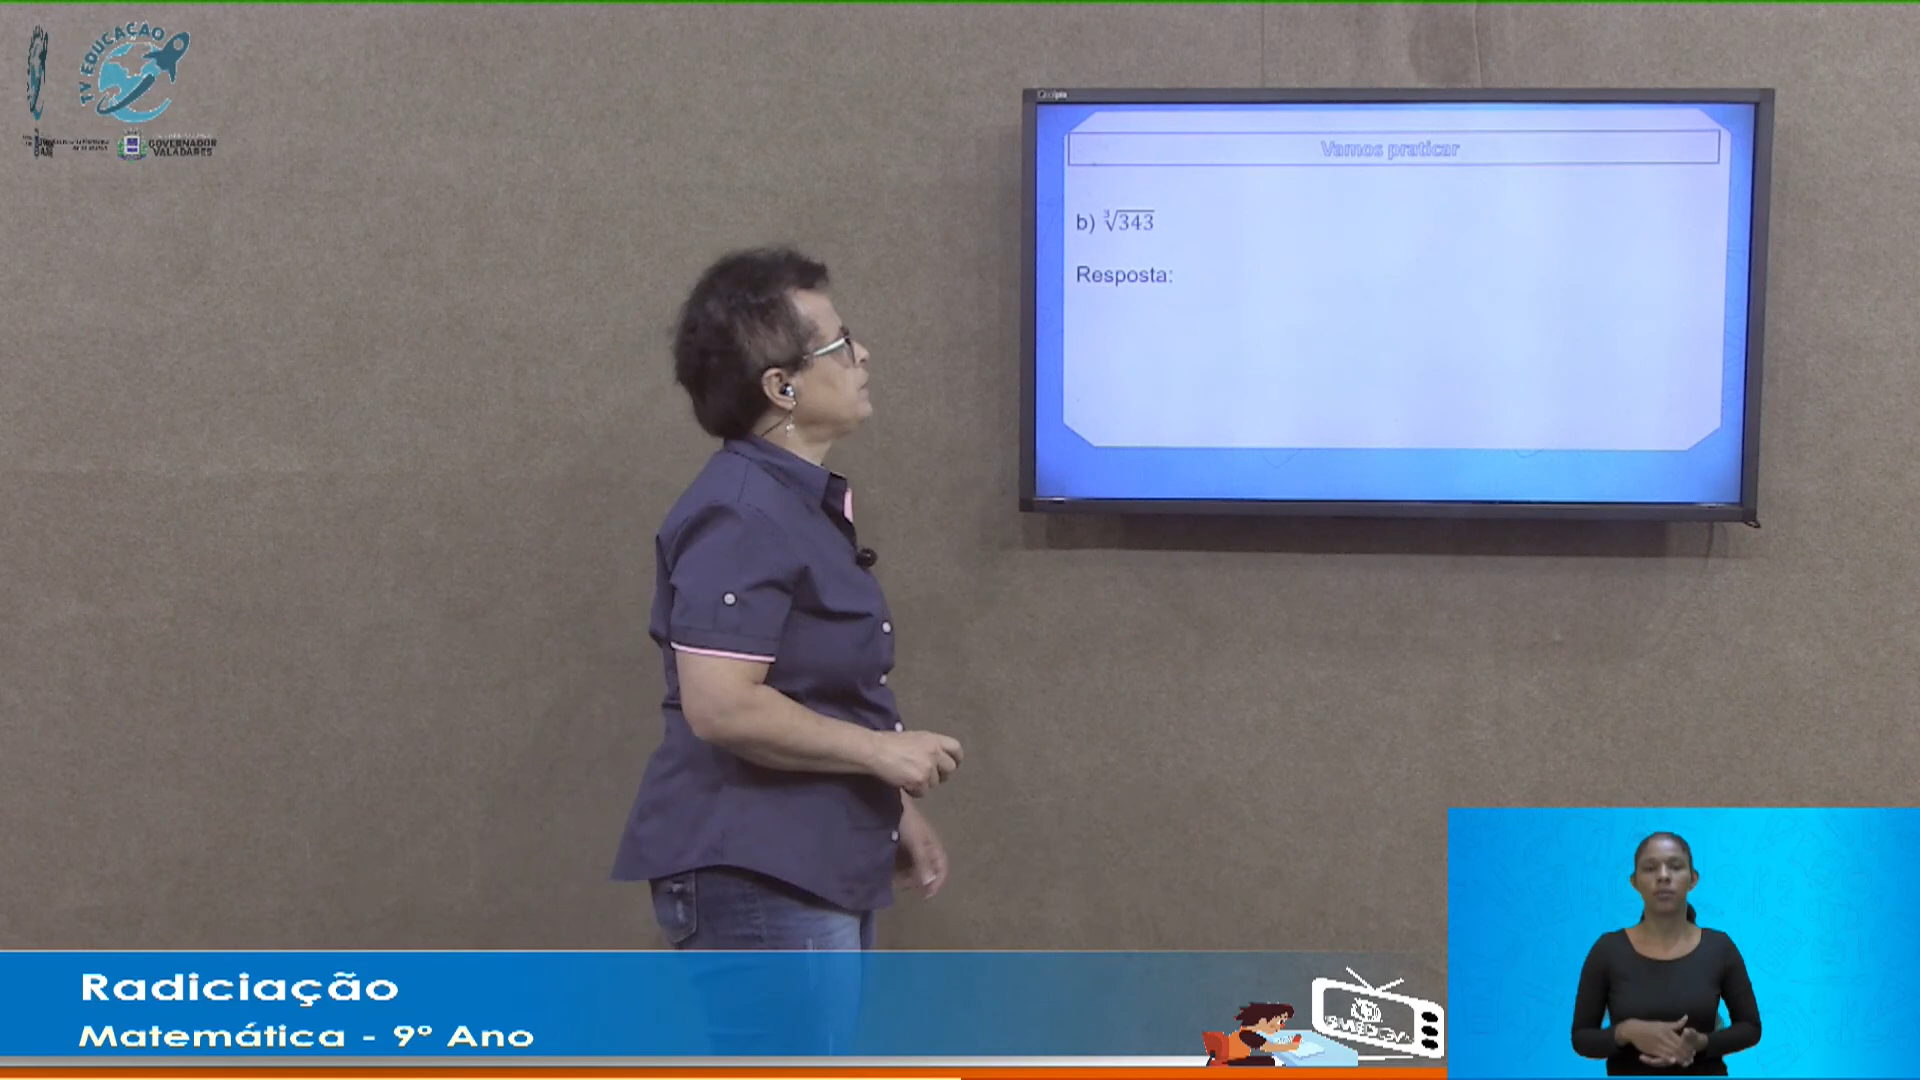 TV EDUCAÇÃO
GOVERNADOR
VALADARES
Vamos praticar
b) ∛343
Resposta:
Radiciação
Matemática - 9º Ano